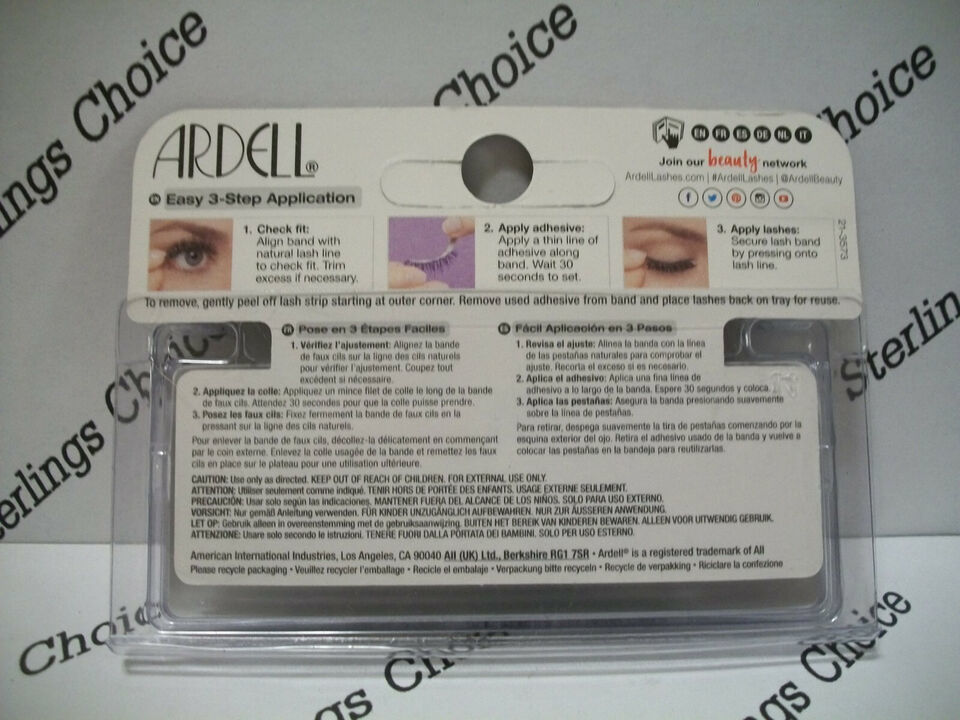 Sterlings Choice
Sterlings Choice
Choice
ARDELL®
EN FR ES DE NL IT
Join our beauty network
ArdellLashes.com | #ArdellLashes | @ArdellBeauty
EN Easy 3-Step Application
1. Check fit:
Align band with
natural lash line
to check fit. Trim
excess if necessary.
2. Apply adhesive:
Apply a thin line of
adhesive along
band. Wait 30
seconds to set.
3. Apply lashes:
Secure lash band
by pressing onto
lash line.
21-3573
To remove, gently peel off lash strip starting at outer corner. Remove used adhesive from band and place lashes back on tray for reuse.
FR Pose en 3 Étapes Faciles
1. Vérifiez l'ajustement: Alignez la bande
de faux cils sur la ligne des cils naturels
pour vérifier l'ajustement. Coupez tout
excédent si nécessaire.
2. Appliquez la colle: Appliquez un mince filet de colle le long de la bande
de faux cils. Attendez 30 secondes pour que la colle puisse prendre.
3. Posez les faux cils: Fixez fermement la bande de faux cils en la
pressant sur la ligne des cils naturels.
Pour enlever la bande de faux cils, décollez-la délicatement en commençant
par le coin externe. Enlevez la colle usagée de la bande et remettez les faux
cils en place sur le plateau pour une utilisation ultérieure.
ES Fácil Aplicación en 3 Pasos
1. Revisa el ajuste: Alinea la banda con la línea
de las pestañas naturales para comprobar el
ajuste. Recorta el exceso si es necesario.
2. Aplica el adhesivo: Aplica una fina línea de
adhesivo a lo largo de la banda. Espere 30 segundos y coloca.
3. Aplica las pestañas: Asegura la banda presionando suavemente
sobre la línea de pestañas.
Para retirar, despega suavemente la tira de pestañas comenzando por la
esquina exterior del ojo. Retira el adhesivo usado de la banda y vuelve a
colocar las pestañas en la bandeja para reutilizarlas.
CAUTION: Use only as directed. KEEP OUT OF REACH OF CHILDREN. FOR EXTERNAL USE ONLY.
ATTENTION: Utiliser seulement comme indiqué. TENIR HORS DE PORTÉE DES ENFANTS. USAGE EXTERNE SEULEMENT.
PRECAUCIÓN: Usar solo según las indicaciones. MANTENER FUERA DEL ALCANCE DE LOS NIÑOS. SOLO PARA USO EXTERNO.
VORSICHT: Nur gemäß Anleitung verwenden. FÜR KINDER UNZUGÄNGLICH AUFBEWAHREN. NUR ZUR ÄUSSEREN ANWENDUNG.
LET OP: Gebruik alleen in overeenstemming met de gebruiksaanwijzing. BUITEN HET BEREIK VAN KINDEREN BEWAREN. ALLEEN VOOR UITWENDIG GEBRUIK.
ATTENZIONE: Usare solo secondo le istruzioni. TENERE FUORI DALLA PORTATA DEI BAMBINI. SOLO PER USO ESTERNO.
American International Industries, Los Angeles, CA 90040 AII (UK) Ltd., Berkshire RG1 7SR • Ardell® is a registered trademark of AII
Please recycle packaging • Veuillez recycler l'emballage • Recicle el embalaje • Verpackung bitte recyceln • Recycle de verpakking • Riciclare la confezione
Sterlings Choice
Sterlings
Choice
Sterlings Choice
Sterlings Choice